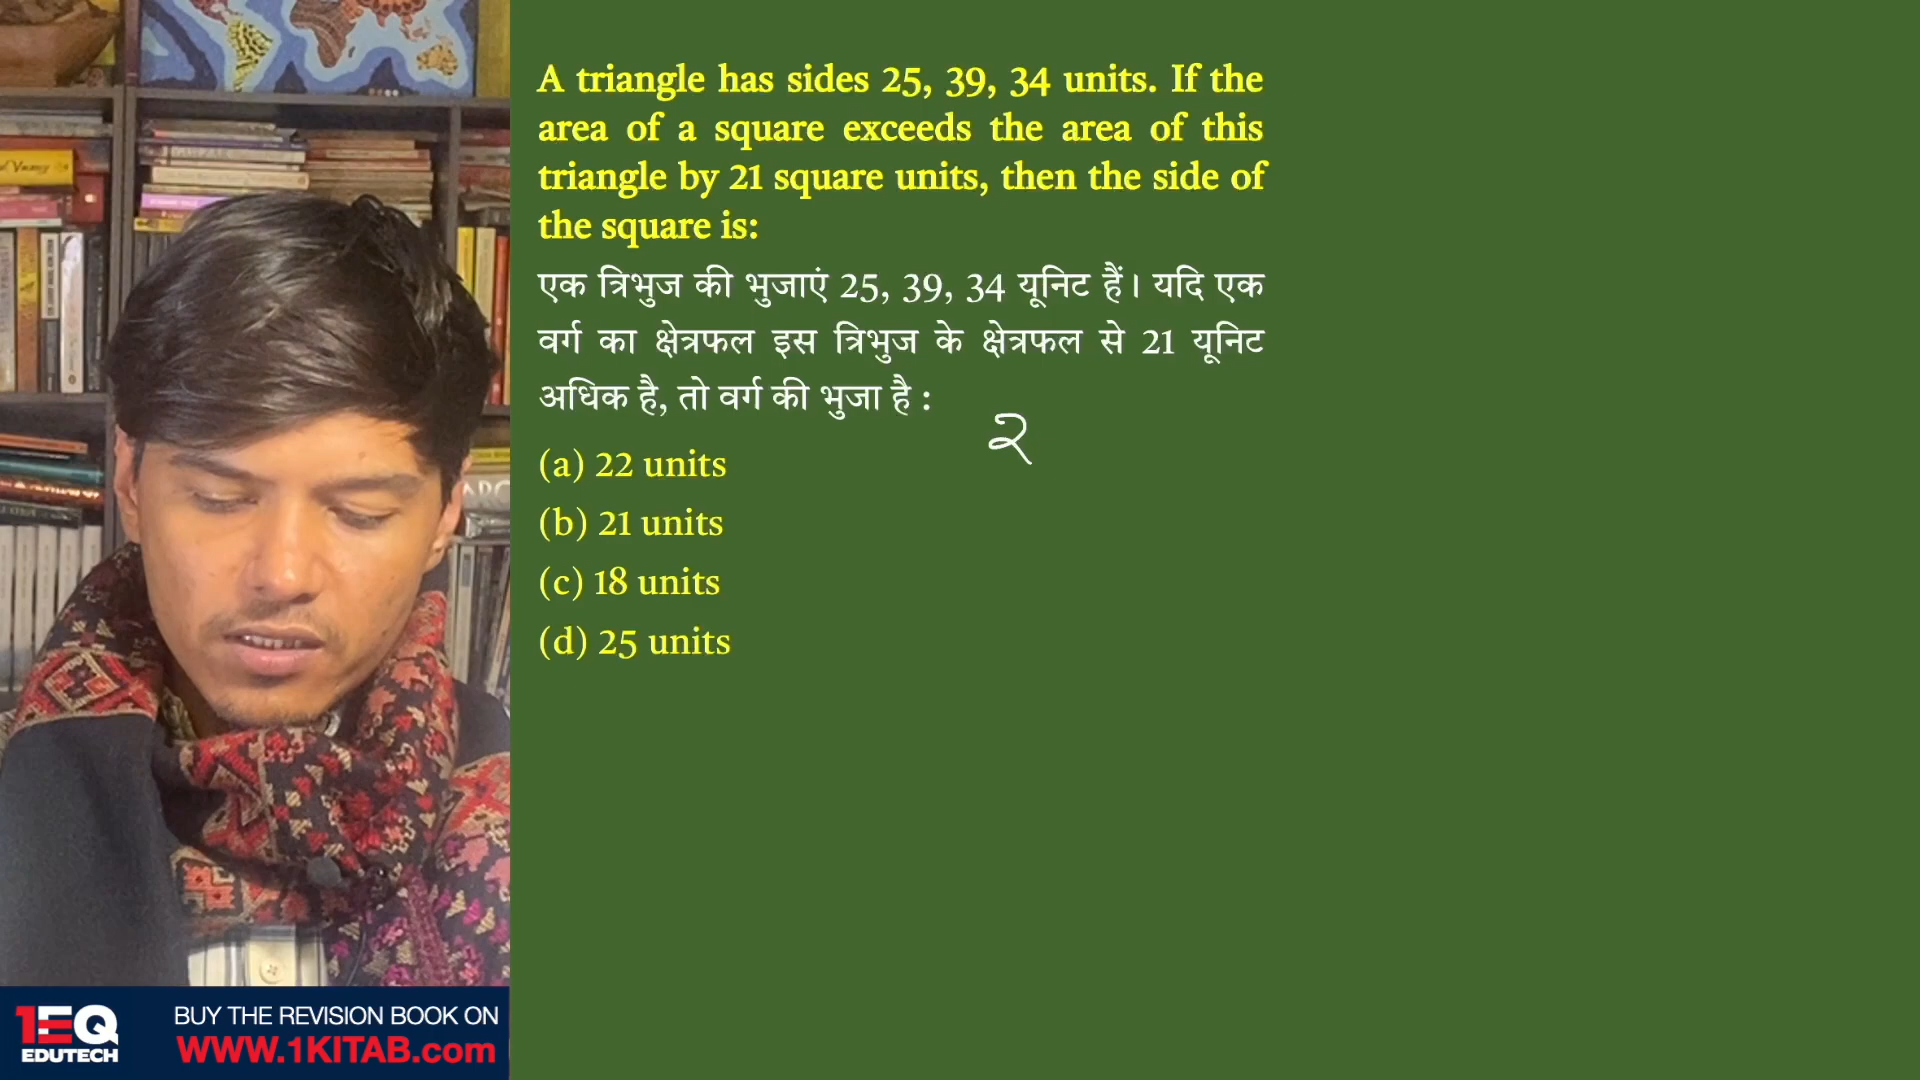 A triangle has sides 25, 39, 34 units. If the
area of a square exceeds the area of this
triangle by 21 square units, then the side of
the square is:
एक त्रिभुज की भुजाएं 25, 39, 34 यूनिट हैं। यदि एक
वर्ग का क्षेत्रफल इस त्रिभुज के क्षेत्रफल से 21 यूनिट
अधिक है, तो वर्ग की भुजा है :
२
(a) 22 units
(b) 21 units
(c) 18 units
(d) 25 units
1EQ
EDUTECH
BUY THE REVISION BOOK ON
WWW.1KITAB.com